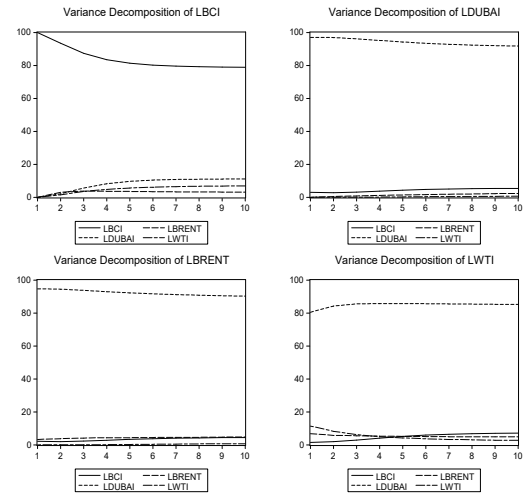 Variance Decomposition of LBCI
100
80
60
40
20
0
1 2 3 4 5 6 7 8 9 10
LBCI LBRENT
LDUBAI LWTI
Variance Decomposition of LDUBAI
100
80
60
40
20
0
1 2 3 4 5 6 7 8 9 10
LBCI LBRENT
LDUBAI LWTI
Variance Decomposition of LBRENT
100
80
60
40
20
0
1 2 3 4 5 6 7 8 9 10
LBCI LBRENT
LDUBAI LWTI
Variance Decomposition of LWTI
100
80
60
40
20
0
1 2 3 4 5 6 7 8 9 10
LBCI LBRENT
LDUBAI LWTI